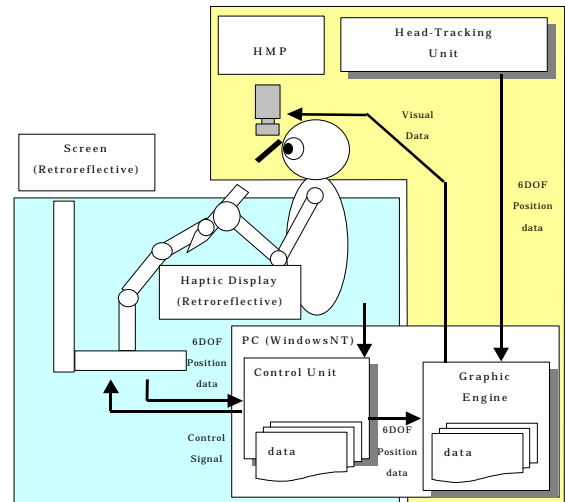 HMP
Head-Tracking
Unit
Visual
Data
Screen
(Retroreflective)
6DOF
Position
data
Haptic Display
(Retroreflective)
PC (WindowsNT)
6DOF
Position
data
Control Unit
Graphic
Engine
Control
Signal
data
6DOF
Position
data
data